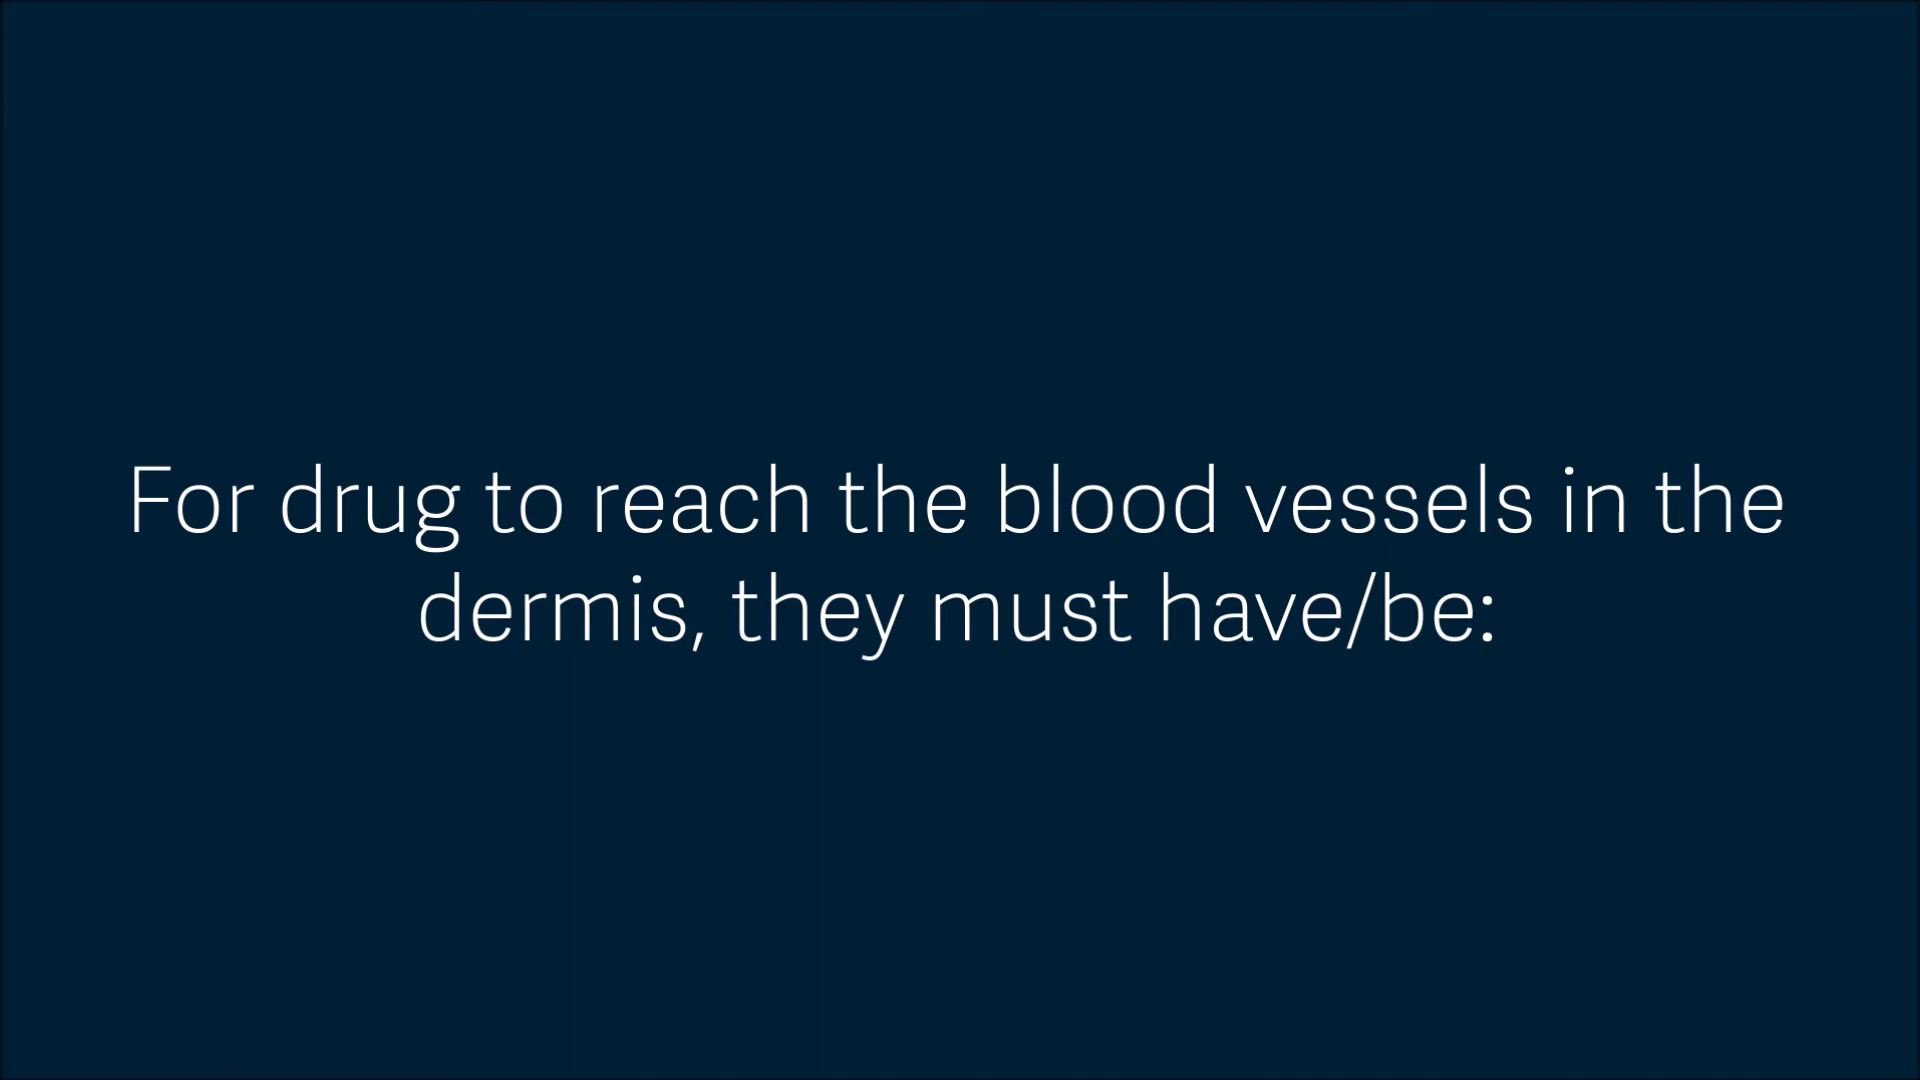 For drug to reach the blood vessels in the
dermis, they must have/be: